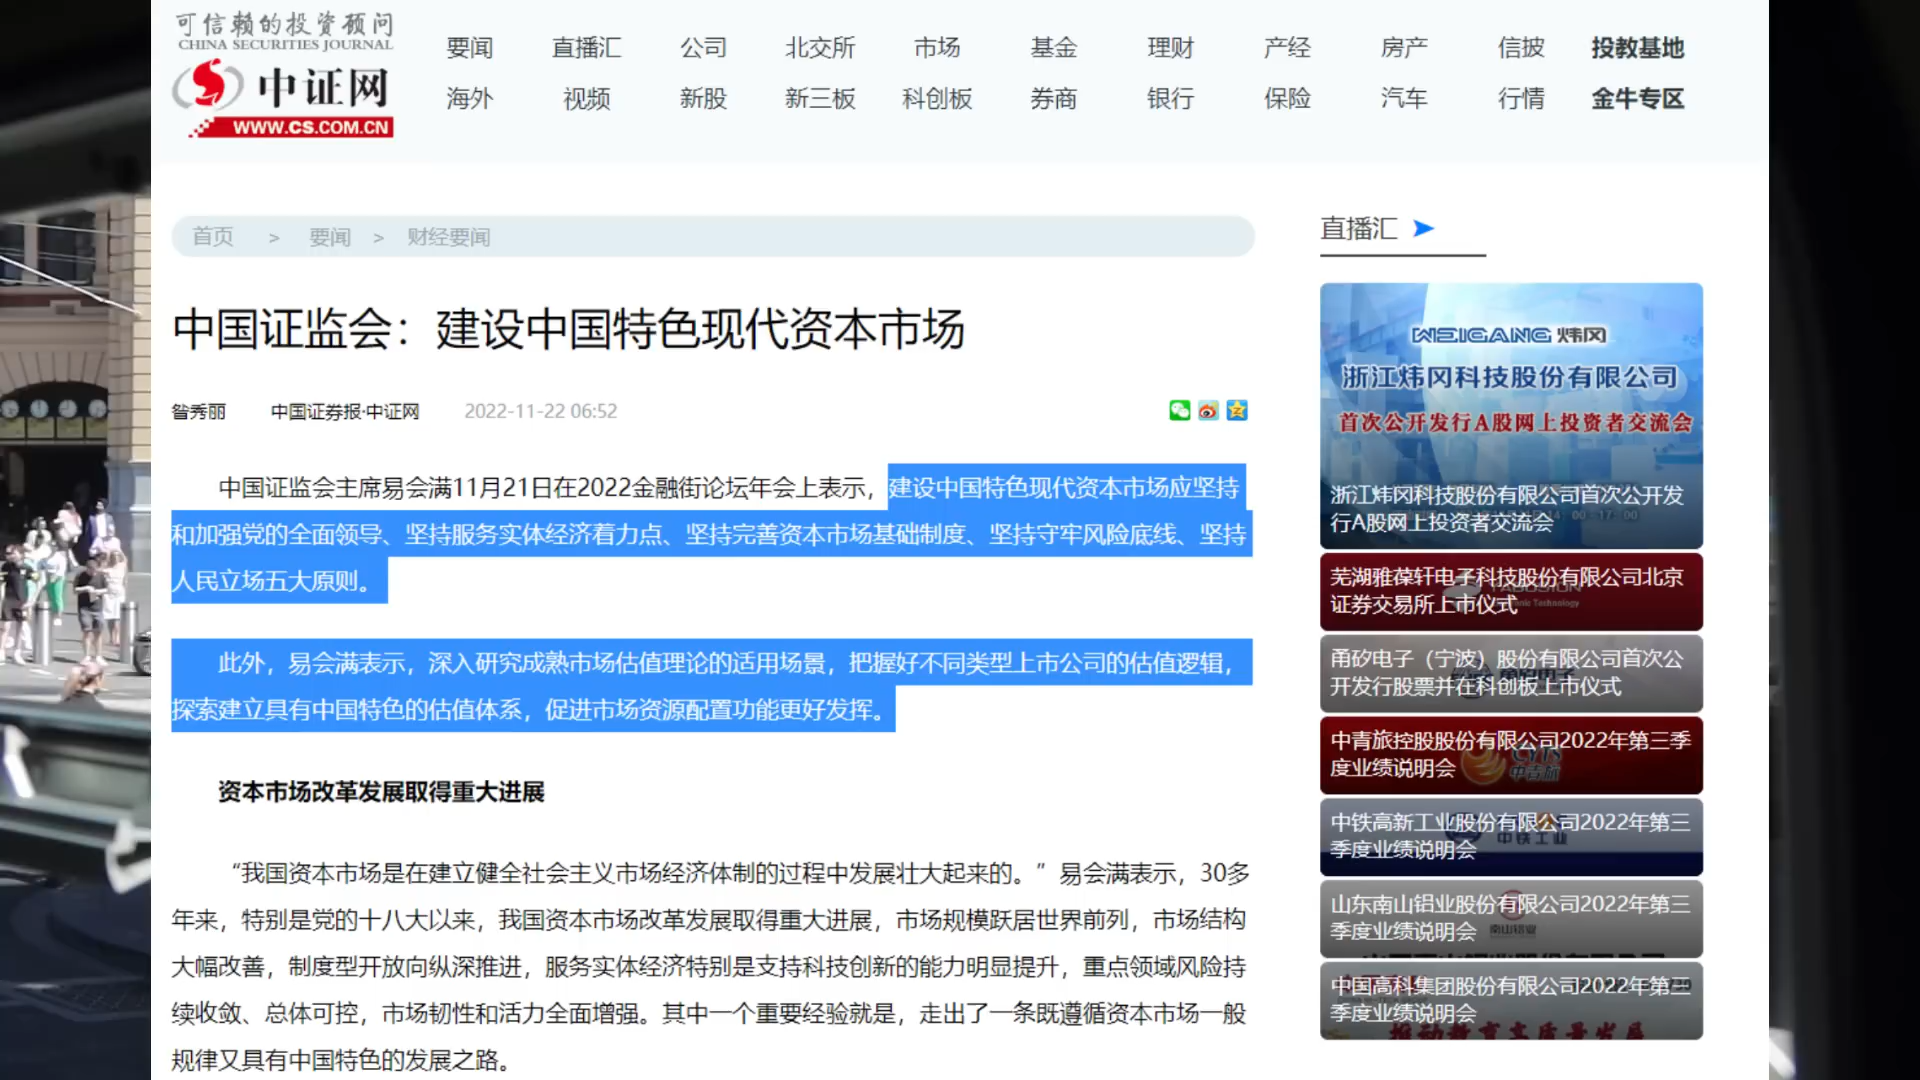 可信赖的投资顾问
CHINA SECURITIES JOURNAL
中证网
WWW.CS.COM.CN
要闻 直播汇 公司 北交所 市场 基金 理财 产经 房产 信披 投教基地
海外 视频 新股 新三板 科创板 券商 银行 保险 汽车 行情 金牛专区
首页 > 要闻 > 财经要闻
中国证监会：建设中国特色现代资本市场
昝秀丽 中国证券报·中证网 2022-11-22 06:52
中国证监会主席易会满11月21日在2022金融街论坛年会上表示，建设中国特色现代资本市场应坚持
和加强党的全面领导、坚持服务实体经济着力点、坚持完善资本市场基础制度、坚持守牢风险底线、坚持
人民立场五大原则。
此外，易会满表示，深入研究成熟市场估值理论的适用场景，把握好不同类型上市公司的估值逻辑，
探索建立具有中国特色的估值体系，促进市场资源配置功能更好发挥。
资本市场改革发展取得重大进展
“我国资本市场是在建立健全社会主义市场经济体制的过程中发展壮大起来的。”易会满表示，30多
年来，特别是党的十八大以来，我国资本市场改革发展取得重大进展，市场规模跃居世界前列，市场结构
大幅改善，制度型开放向纵深推进，服务实体经济特别是支持科技创新的能力明显提升，重点领域风险持
续收敛、总体可控，市场韧性和活力全面增强。其中一个重要经验就是，走出了一条既遵循资本市场一般
规律又具有中国特色的发展之路。
直播汇
WEIGANG 炜冈
浙江炜冈科技股份有限公司
首次公开发行A股网上投资者交流会
浙江炜冈科技股份有限公司首次公开发
行A股网上投资者交流会
芜湖雅葆轩电子科技股份有限公司北京
证券交易所上市仪式
甬矽电子（宁波）股份有限公司首次公
开发行股票并在科创板上市仪式
中青旅控股股份有限公司2022年第三季
度业绩说明会
CYTS
中青旅
中铁高新工业股份有限公司2022年第三
季度业绩说明会
中铁工业
山东南山铝业股份有限公司2022年第三
季度业绩说明会
南山铝业
中国高科集团股份有限公司2022年第三
季度业绩说明会
推动教育高质量发展